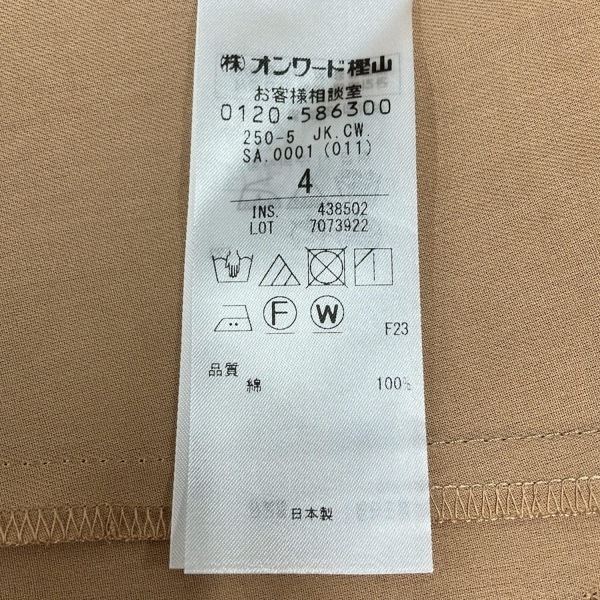 ㈱オンワード樫山
お客様相談室
0120-586300
250-5 JK.CW.
SA.0001(011)
4
INS. 438502
LOT 7073922
F W
F23
品質
綿 100%
日本製